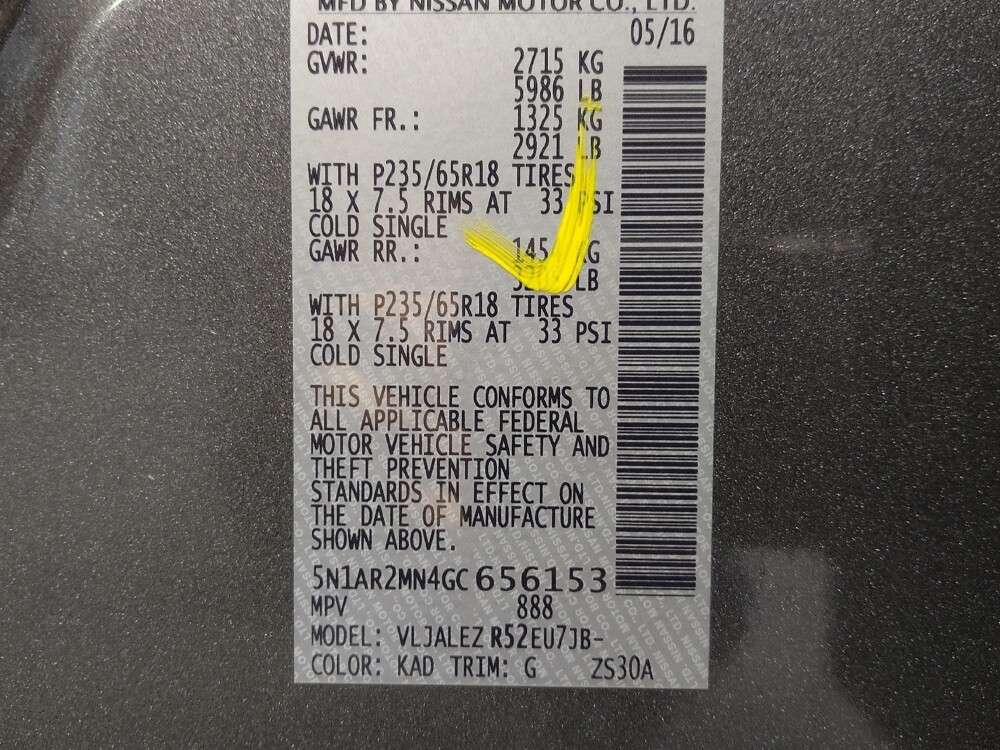 MFD BY NISSAN MOTOR CO., LTD.
DATE: 05/16
GVWR: 2715 KG
5986 LB
GAWR FR.: 1325 KG
2921 LB
WITH P235/65R18 TIRES
18 X 7.5 RIMS AT 33 PSI
COLD SINGLE
GAWR RR.: KG
LB
WITH P235/65R18 TIRES
18 X 7.5 RIMS AT 33 PSI
COLD SINGLE
THIS VEHICLE CONFORMS TO
ALL APPLICABLE FEDERAL
MOTOR VEHICLE SAFETY AND
THEFT PREVENTION
STANDARDS IN EFFECT ON
THE DATE OF MANUFACTURE
SHOWN ABOVE.
5N1AR2MN4GC656153
MPV 888
MODEL: VLJALEZ R52EU7JB-
COLOR: KAD TRIM: G ZS30A